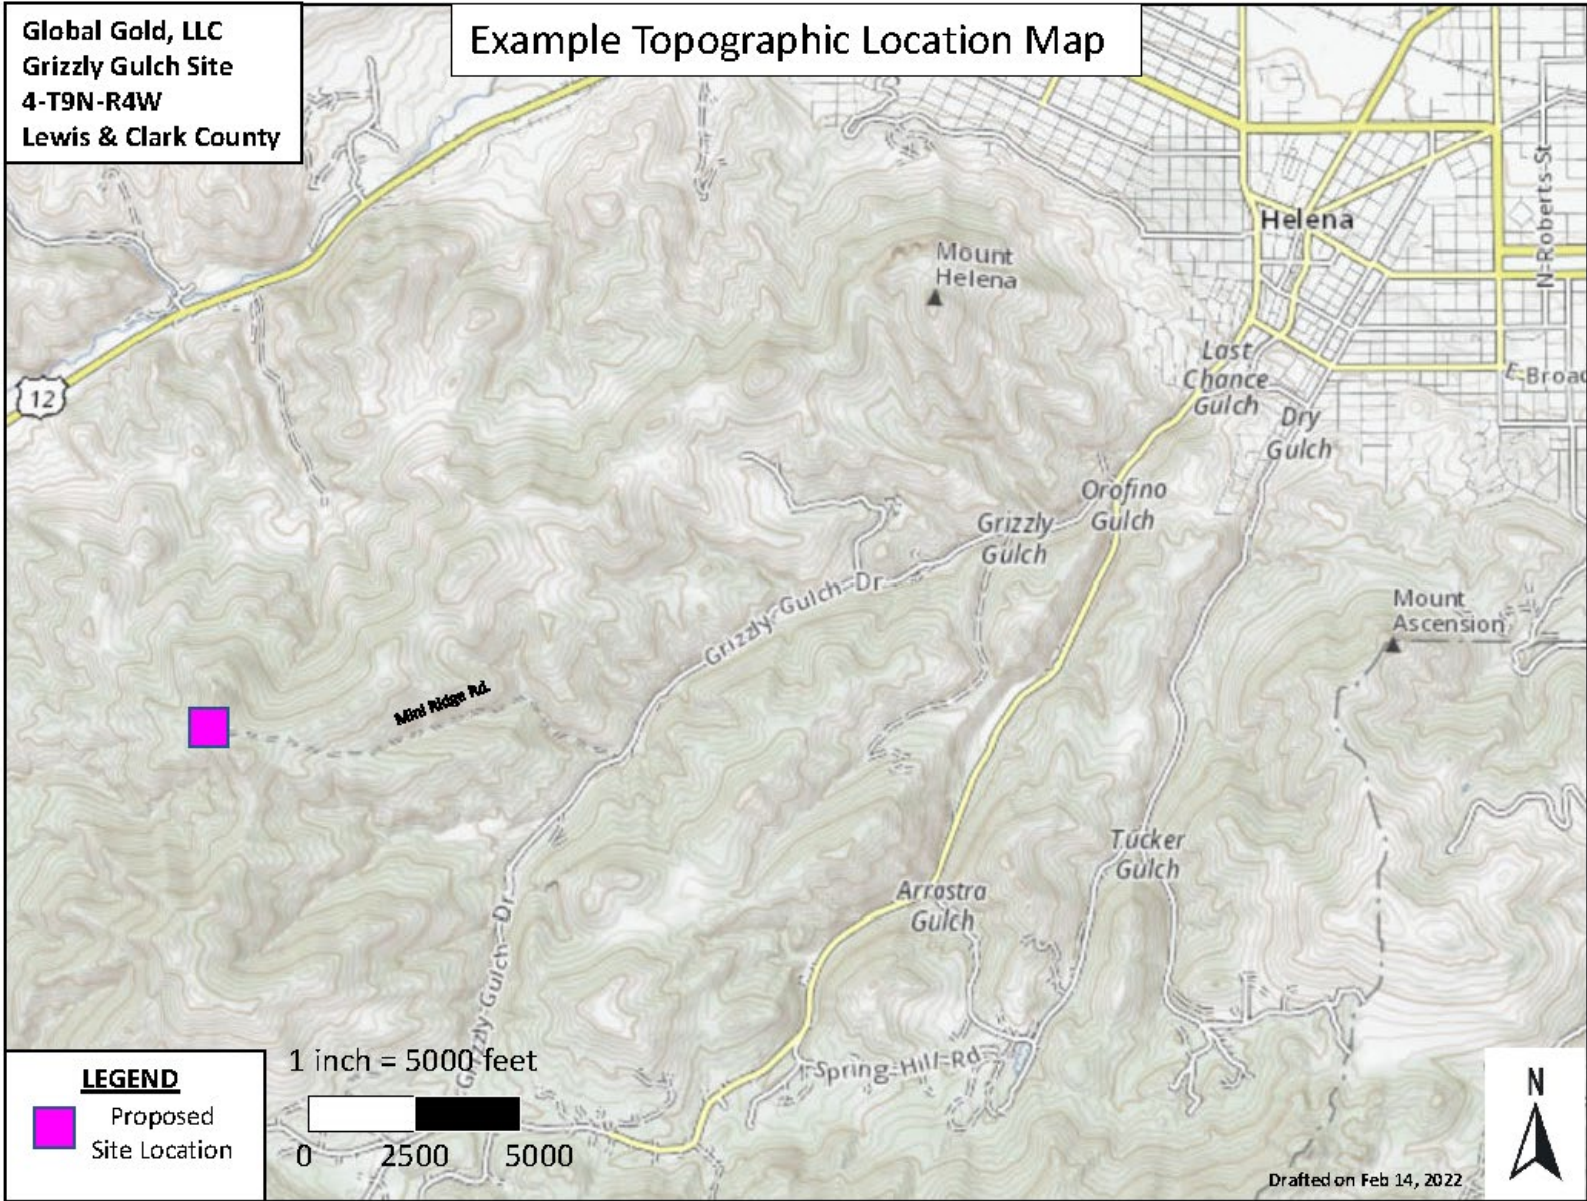 Global Gold, LLC
Grizzly Gulch Site
4-T9N-R4W
Lewis & Clark County
Example Topographic Location Map
Helena
N-Roberts-St
Mount
Helena
12
Last
Chance
Gulch
E-Broad
Dry
Gulch
Orofino
Gulch
Grizzly
Gulch
Grizzly-Gulch-Dr
Mount
Ascension
Mini Ridge Rd.
Tucker
Gulch
Arrastra
Gulch
Grizzly Gulch-Dr
Spring-Hill-Rd
LEGEND
Proposed
Site Location
1 inch = 5000 feet
0 2500 5000
N
Drafted on Feb 14, 2022